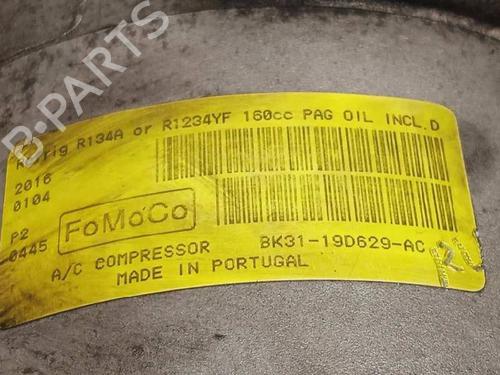 B-PARTS
Refrig R134A or R1234YF 160cc PAG OIL INCL.D
2016
0104
P2
0445
FoMoCo
A/C COMPRESSOR BK31-19D629-AC
MADE IN PORTUGAL